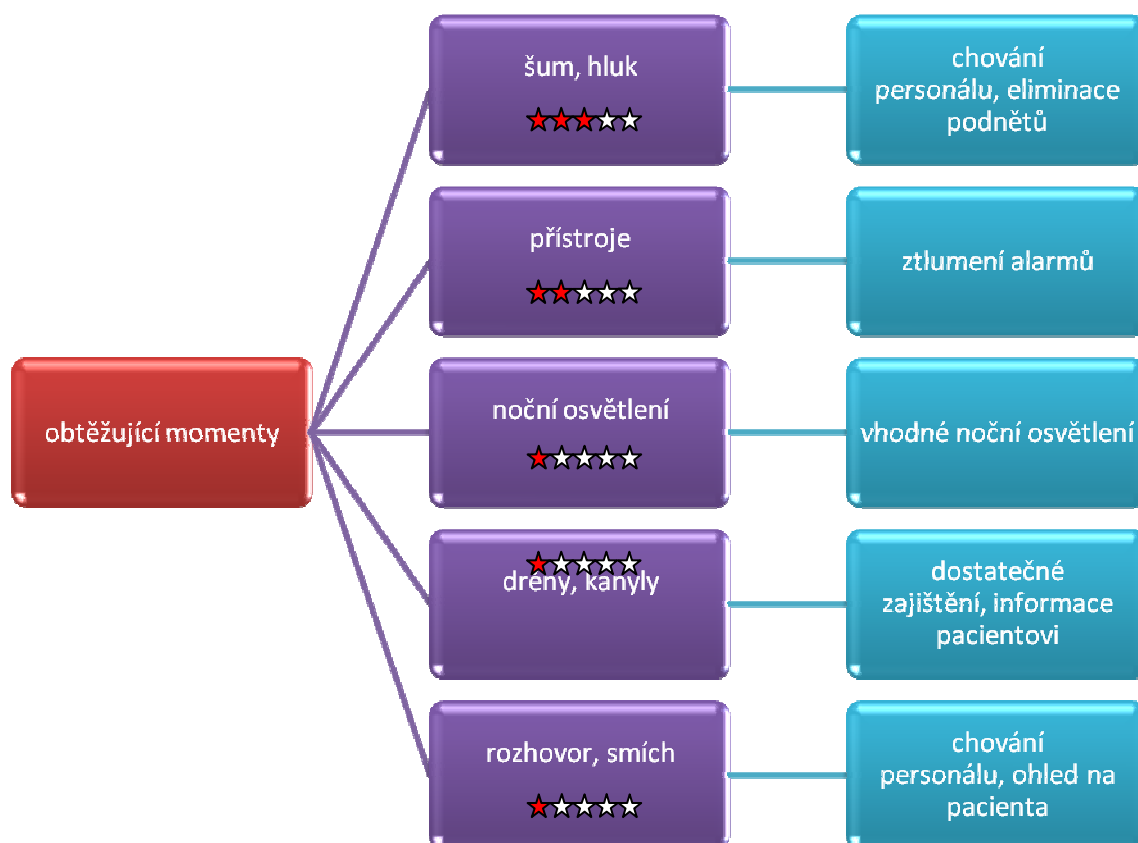 šum, hluk
chování
personálu, eliminace
podnětů
přístroje
ztlumení alarmů
obtěžující momenty
noční osvětlení
vhodné noční osvětlení
drény, kanyly
dostatečné
zajištění, informace
pacientovi
rozhovor, smích
chování
personálu, ohled na
pacienta